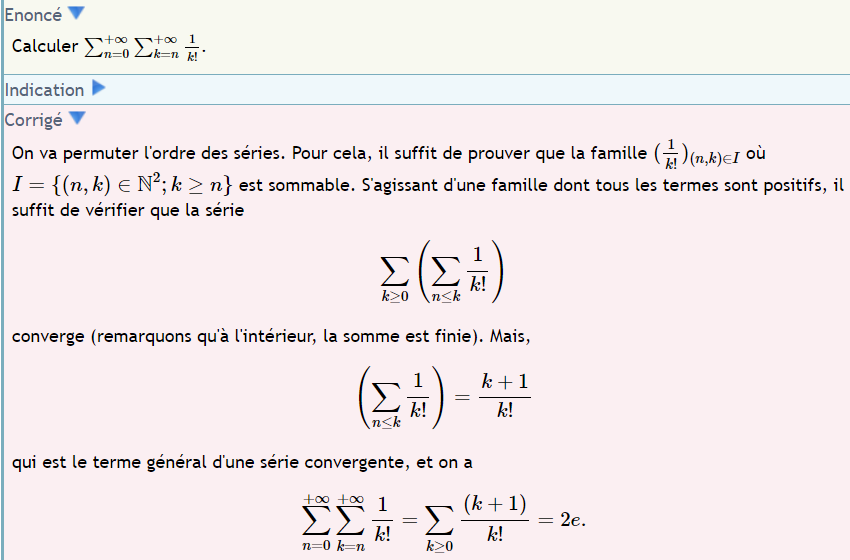 Enoncé ▼
Calculer $\sum_{n=0}^{+\infty} \sum_{k=n}^{+\infty} \frac{1}{k!}$.
Indication ▶
Corrigé ▼
On va permuter l'ordre des séries. Pour cela, il suffit de prouver que la famille $(\frac{1}{k!})_{(n,k)\in I}$ où
$I = \{(n, k) \in \mathbb{N}^2; k \geq n\}$ est sommable. S'agissant d'une famille dont tous les termes sont positifs, il
suffit de vérifier que la série
$\sum_{k \geq 0} \left( \sum_{n \leq k} \frac{1}{k!} \right)$
converge (remarquons qu'à l'intérieur, la somme est finie). Mais,
$\left( \sum_{n \leq k} \frac{1}{k!} \right) = \frac{k+1}{k!}$
qui est le terme général d'une série convergente, et on a
$\sum_{n=0}^{+\infty} \sum_{k=n}^{+\infty} \frac{1}{k!} = \sum_{k \geq 0} \frac{(k+1)}{k!} = 2e.$